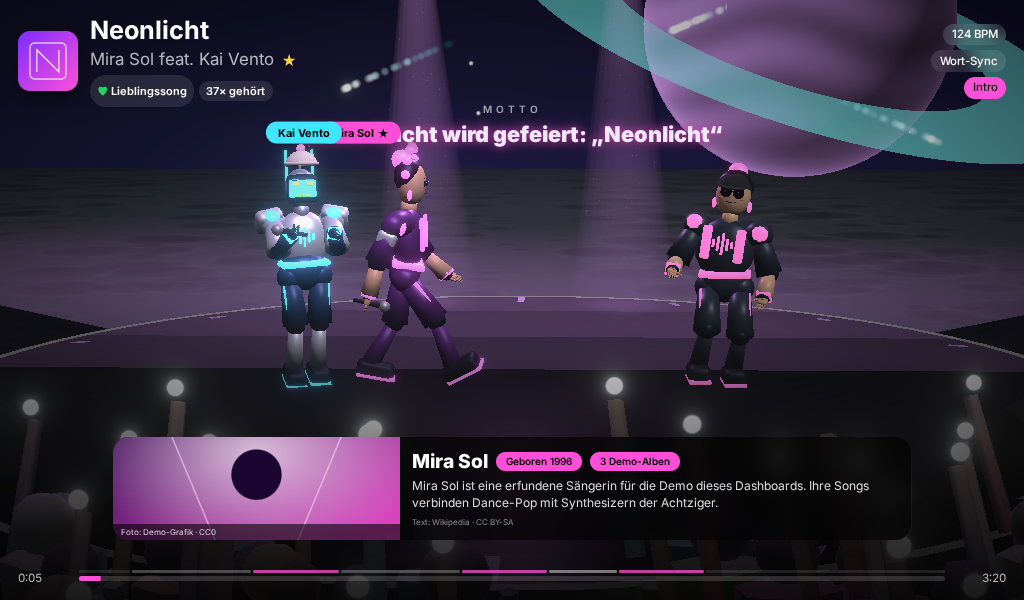 Neonlicht
Mira Sol feat. Kai Vento ★
Lieblingssong
37× gehört
124 BPM
Wort-Sync
Intro
MOTTO
wird gefeiert: „Neonlicht“
Kai Vento
Sol ★
Mira Sol
Geboren 1996
3 Demo-Alben
Mira Sol ist eine erfundene Sängerin für die Demo dieses Dashboards. Ihre Songs
verbinden Dance-Pop mit Synthesizern der Achtziger.
Text: Wikipedia · CC BY-SA
Foto: Demo-Grafik · CC0
0:05
3:20